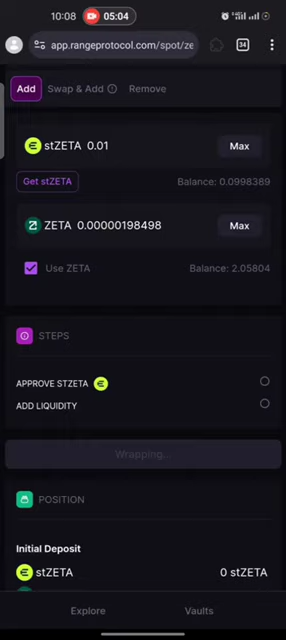 10:08 05:04
app.rangeprotocol.com/spot/ze 34
Add Swap & Add Remove
stZETA 0.01 Max
Get stZETA Balance: 0.0998389
ZETA 0.00000198498 Max
Use ZETA Balance: 2.05804
STEPS
APPROVE STZETA
ADD LIQUIDITY
Wrapping...
POSITION
Initial Deposit
stZETA 0 stZETA
Explore Vaults